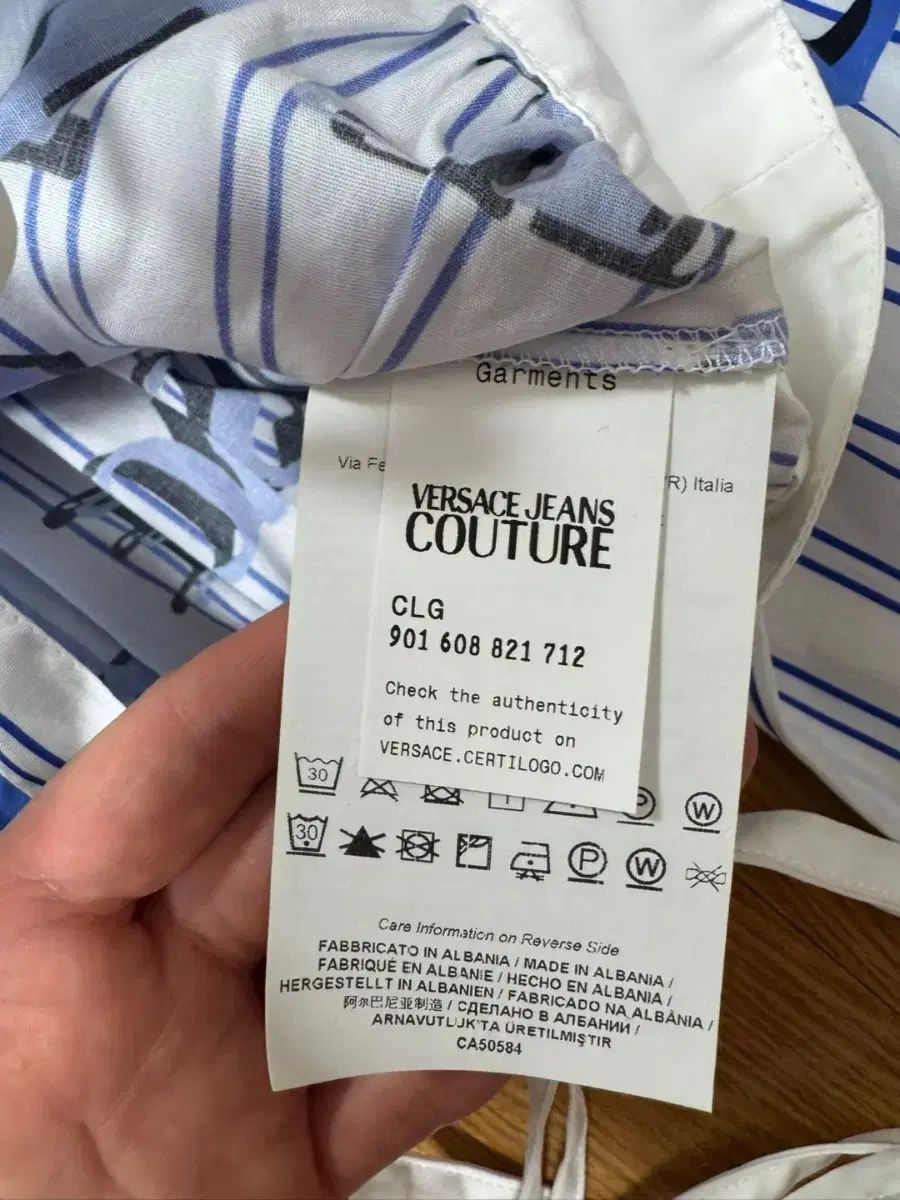 Garments
Via
R) Italia
VERSACE JEANS
COUTURE
CLG
901 608 821 712
Check the authenticity
of this product on
VERSACE.CERTILOGO.COM
30
P
W
30
P
W
Care Information on Reverse Side
FABBRICATO IN ALBANIA / MADE IN ALBANIA /
FABRIQUÉ EN ALBANIE / HECHO EN ALBANIA /
HERGESTELLT IN ALBANIEN / FABRICADO NA ALBÂNIA /
阿尔巴尼亚制造 / СДЕЛАНО В АЛБАНИИ /
ARNAVUTLUK'TA ÜRETILMIŞTIR
CA50584